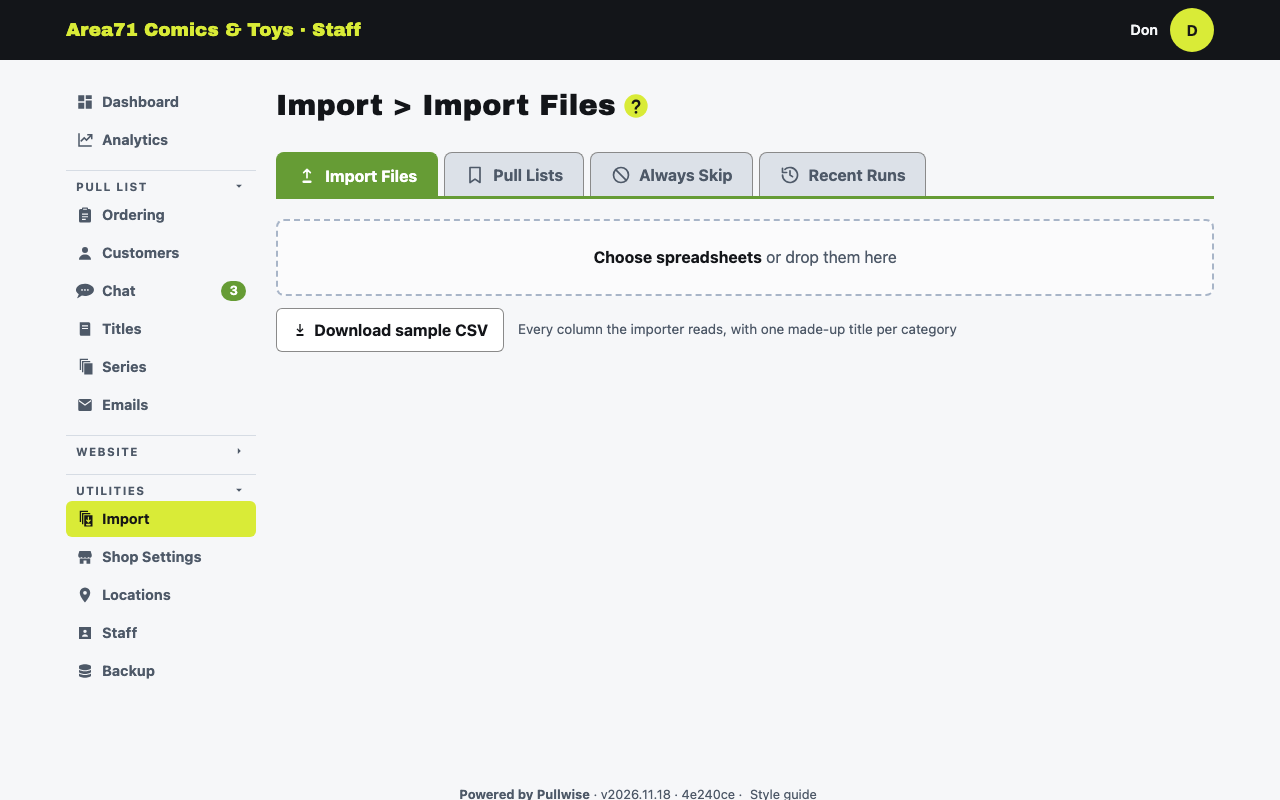 Area71 Comics & Toys · Staff
Don
D
Dashboard
Analytics
PULL LIST
Ordering
Customers
Chat
3
Titles
Series
Emails
WEBSITE
UTILITIES
Import
Shop Settings
Locations
Staff
Backup
Import > Import Files ?
Import Files
Pull Lists
Always Skip
Recent Runs
Choose spreadsheets or drop them here
Download sample CSV
Every column the importer reads, with one made-up title per category
Powered by Pullwise · v2026.11.18 · 4e240ce · Style guide